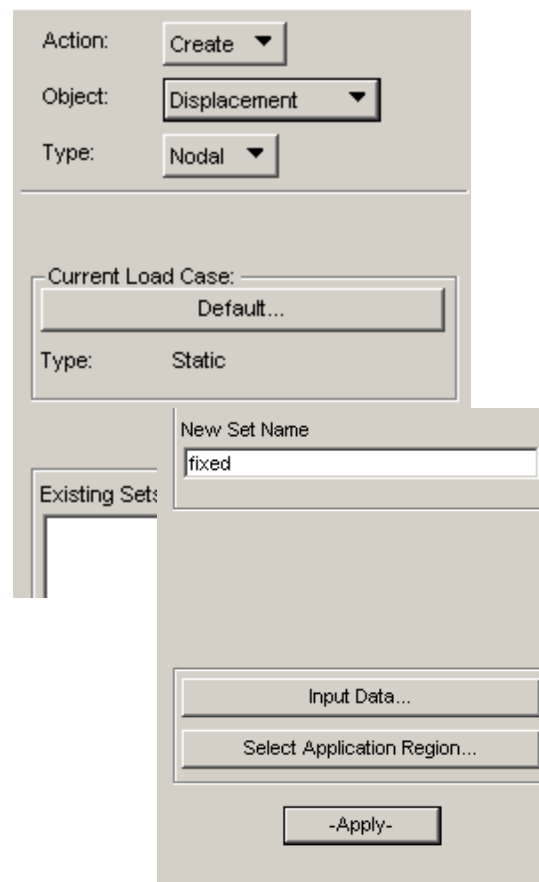 Action: Create
Object: Displacement
Type: Nodal
Current Load Case:
Default...
Type: Static
Existing Sets
New Set Name
fixed
Input Data...
Select Application Region...
-Apply-